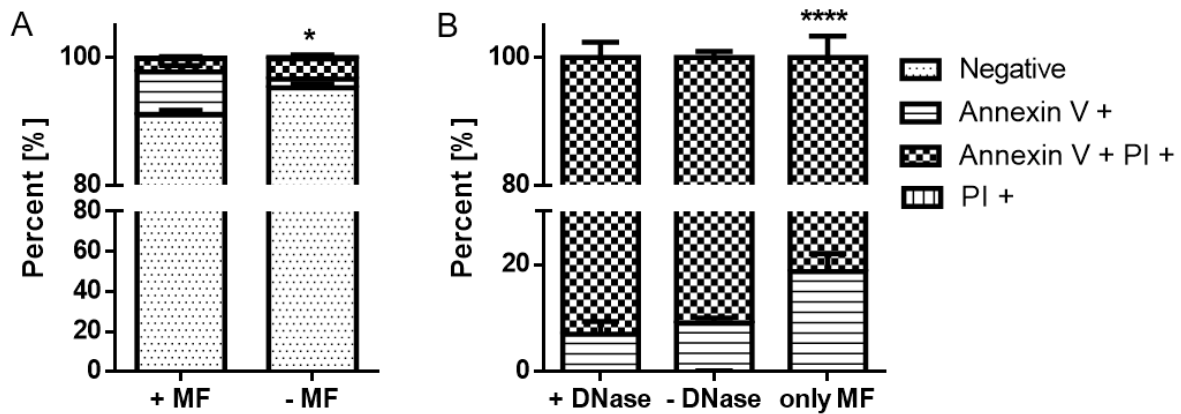 A
Percent [%]
100
80
80
60
40
20
0
*
+ MF
- MF
B
Percent [%]
100
80
20
0
****
+ DNase
- DNase
only MF
Negative
Annexin V +
Annexin V + PI +
PI +